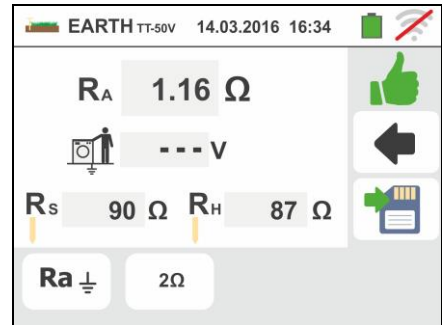 EARTH TT-50V 14.03.2016 16:34
RA 1.16 Ω
--- V
RS 90 Ω RH 87 Ω
Ra 2Ω